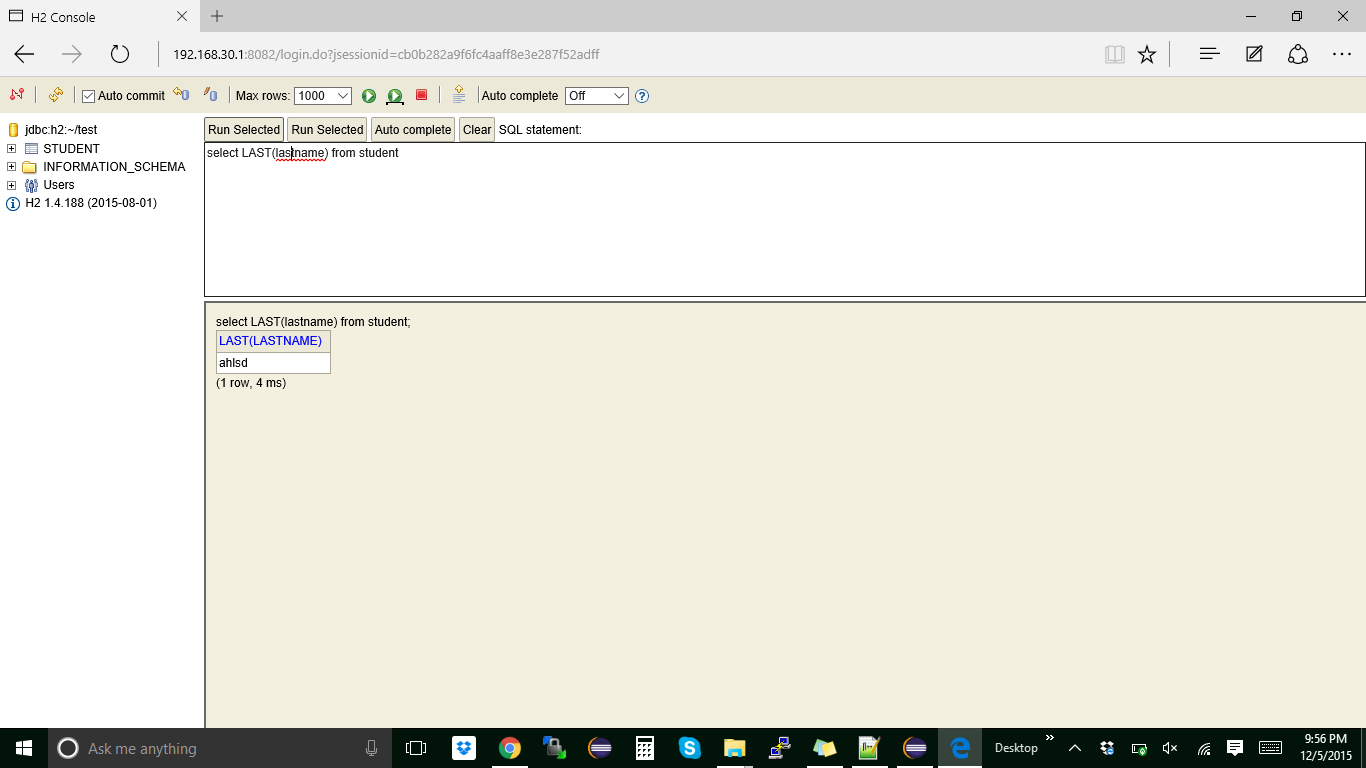 H2 Console
192.168.30.1:8082/login.do?jsessionid=cb0b282a9f6fc4aaff8e3e287f52adff
Auto commit Max rows: 1000 Auto complete Off
jdbc:h2:~/test
STUDENT
INFORMATION_SCHEMA
Users
H2 1.4.188 (2015-08-01)
Run Selected Run Selected Auto complete Clear SQL statement:
select LAST(lastname) from student
select LAST(lastname) from student;
LAST(LASTNAME)
ahlsd
(1 row, 4 ms)
Ask me anything
Desktop
9:56 PM
12/5/2015